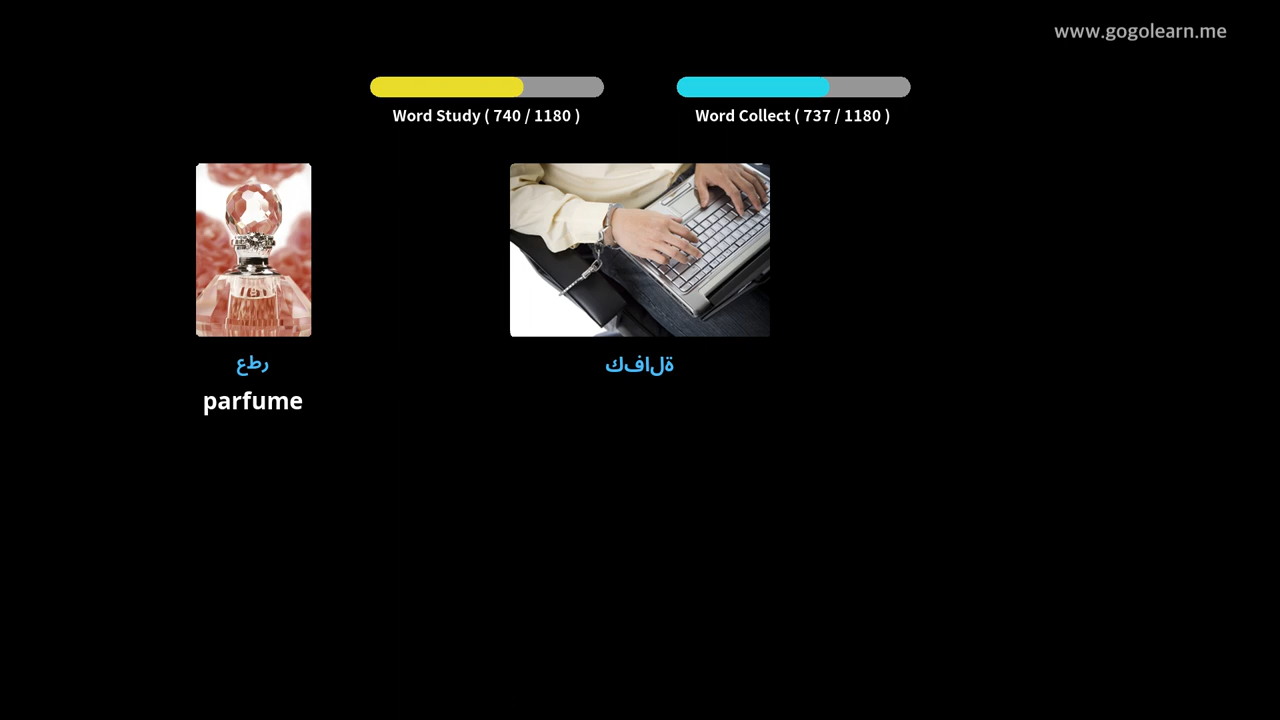 www.gogolearn.me
Word Study ( 740 / 1180 )
Word Collect ( 737 / 1180 )
رطع
parfume
ةلافك